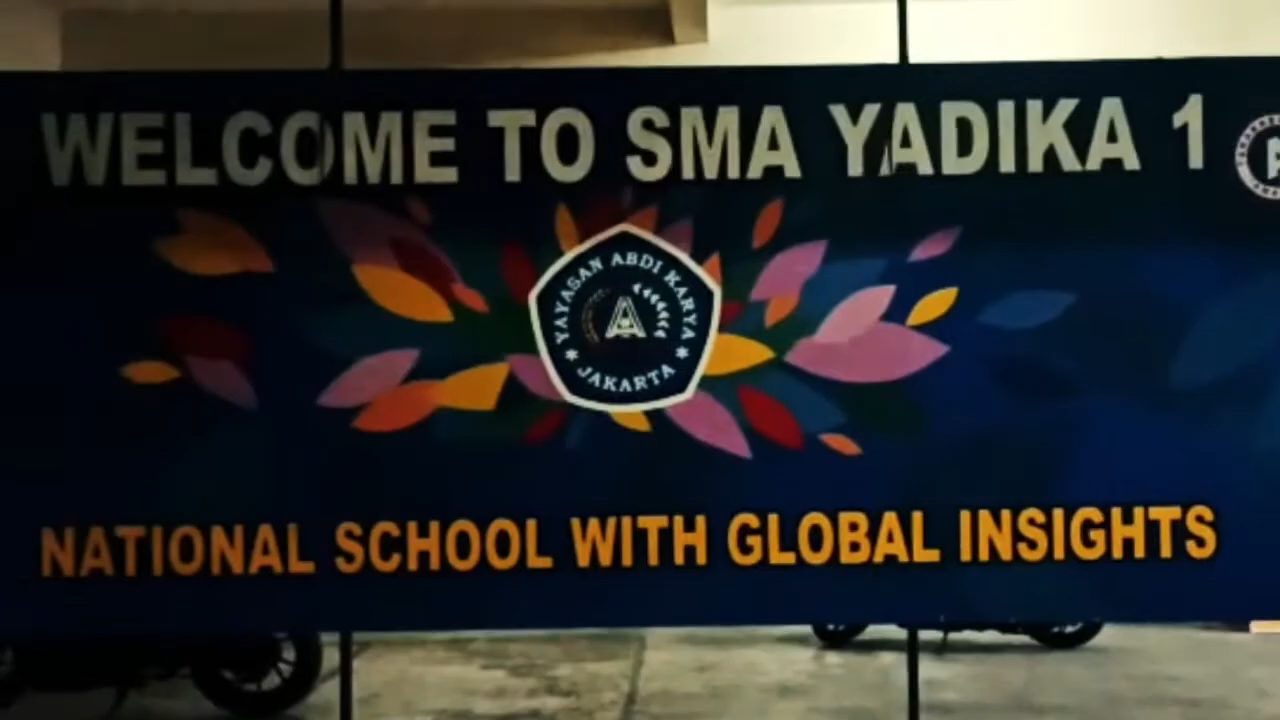 WELCOME TO SMA YADIKA 1
YAYASAN ABDI KARYA
* JAKARTA *
NATIONAL SCHOOL WITH GLOBAL INSIGHTS